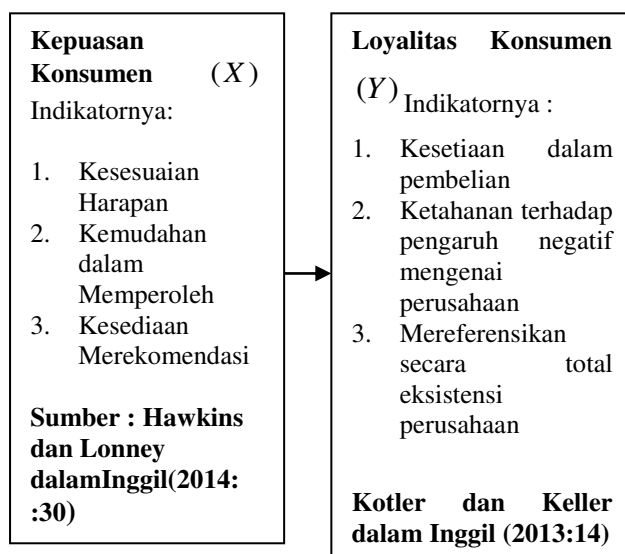 Kepuasan
Konsumen (X)
Indikatornya:
1. Kesesuaian
Harapan
2. Kemudahan
dalam
Memperoleh
3. Kesediaan
Merekomendasi
Sumber : Hawkins
dan Lonney
dalamInggil(2014:
:30)
Loyalitas Konsumen
(Y) Indikatornya :
1. Kesetiaan dalam
pembelian
2. Ketahanan terhadap
pengaruh negatif
mengenai
perusahaan
3. Mereferensikan
secara total
eksistensi
perusahaan
Kotler dan Keller
dalam Inggil (2013:14)